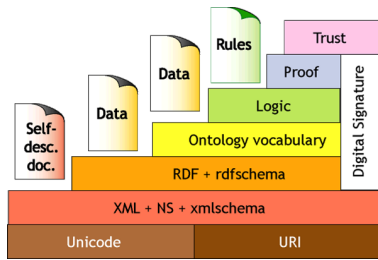 Trust
Rules
Proof
Data
Logic
Data
Digital Signature
Self-
desc.
doc.
Ontology vocabulary
RDF + rdfschema
XML + NS + xmlschema
Unicode
URI